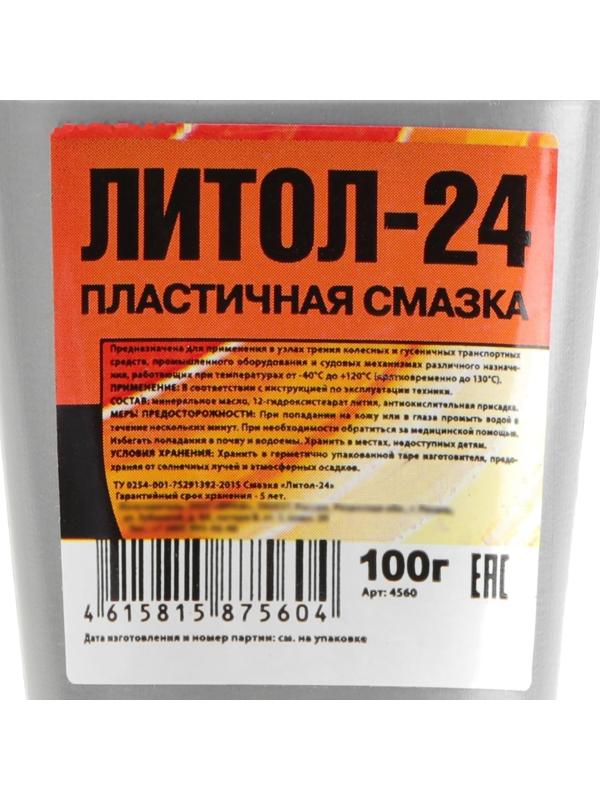 ЛИТОЛ-24
ПЛАСТИЧНАЯ СМАЗКА
Предназначена для применения в узлах трения колесных и гусеничных транспортных
средств, промышленного оборудования и судовых механизмах различного назначе-
ния, работающих при температурах от -40°С до +120°С (кратковременно до 130°С).
ПРИМЕНЕНИЕ: В соответствии с инструкцией по эксплуатации техники.
СОСТАВ: минеральное масло, 12-гидроксистеарат лития, антиокислительная присадка.
МЕРЫ ПРЕДОСТОРОЖНОСТИ: При попадании на кожу или в глаза промыть водой в
течение нескольких минут. При необходимости обратиться за медицинской помощью.
Избегать попадания в почву и водоемы. Хранить в местах, недоступных детям.
УСЛОВИЯ ХРАНЕНИЯ: Хранить в герметично упакованной таре изготовителя, предо-
храняя от солнечных лучей и атмосферных осадков.
ТУ 0254-001-75291392-2015 Смазка «Литол-24»
Гарантийный срок хранения - 5 лет.
100г
EAC
Арт: 4560
4 615815 875604
Дата изготовления и номер партии: см. на упаковке